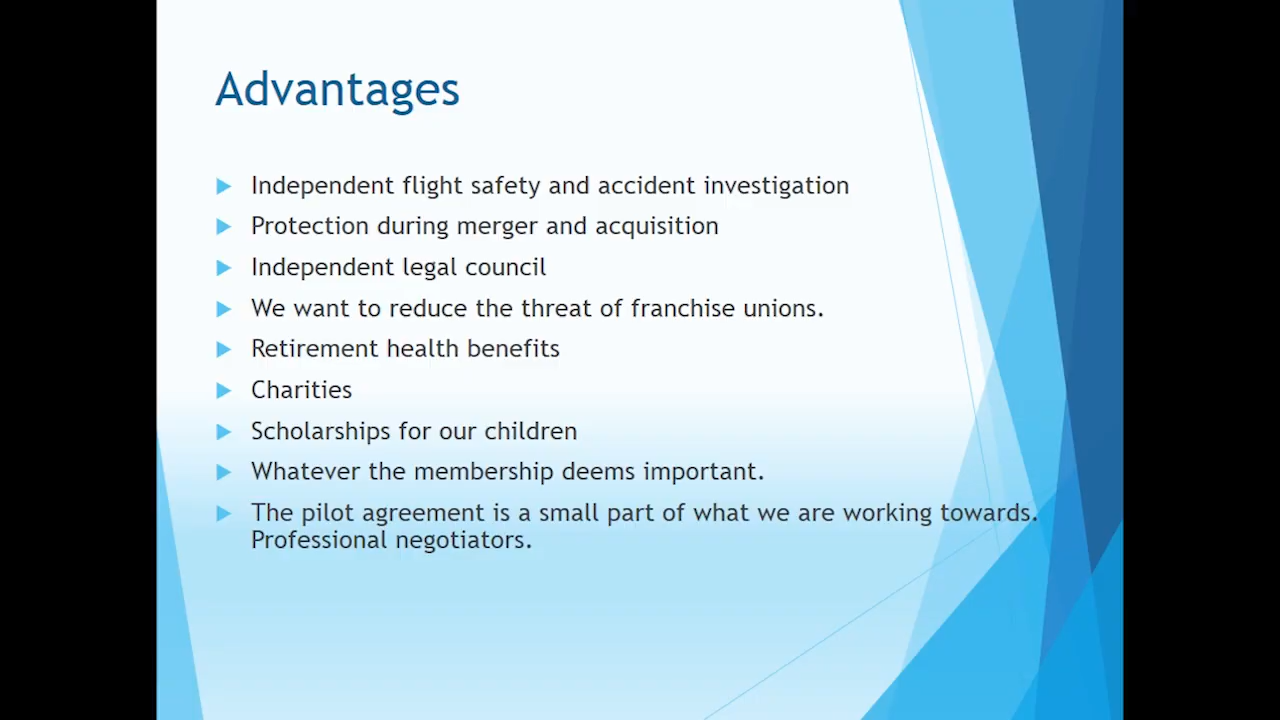 Advantages
Independent flight safety and accident investigation
Protection during merger and acquisition
Independent legal council
We want to reduce the threat of franchise unions.
Retirement health benefits
Charities
Scholarships for our children
Whatever the membership deems important.
The pilot agreement is a small part of what we are working towards.
Professional negotiators.